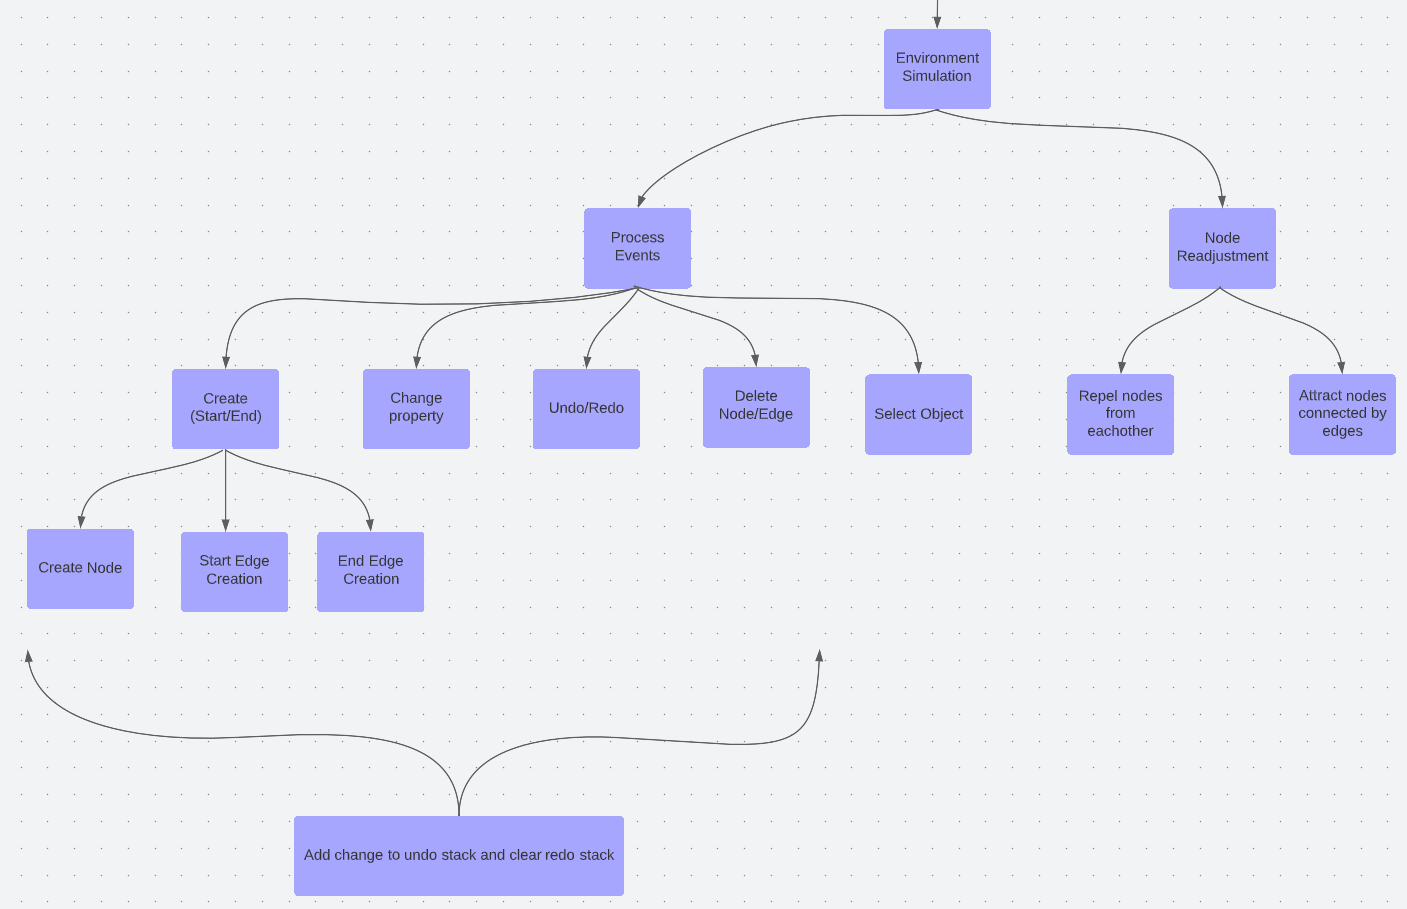 Environment
Simulation
Process
Events
Node
Readjustment
Create
(Start/End)
Change
property
Undo/Redo
Delete
Node/Edge
Select Object
Repel nodes
from
eachother
Attract nodes
connected by
edges
Create Node
Start Edge
Creation
End Edge
Creation
Add change to undo stack and clear redo stack